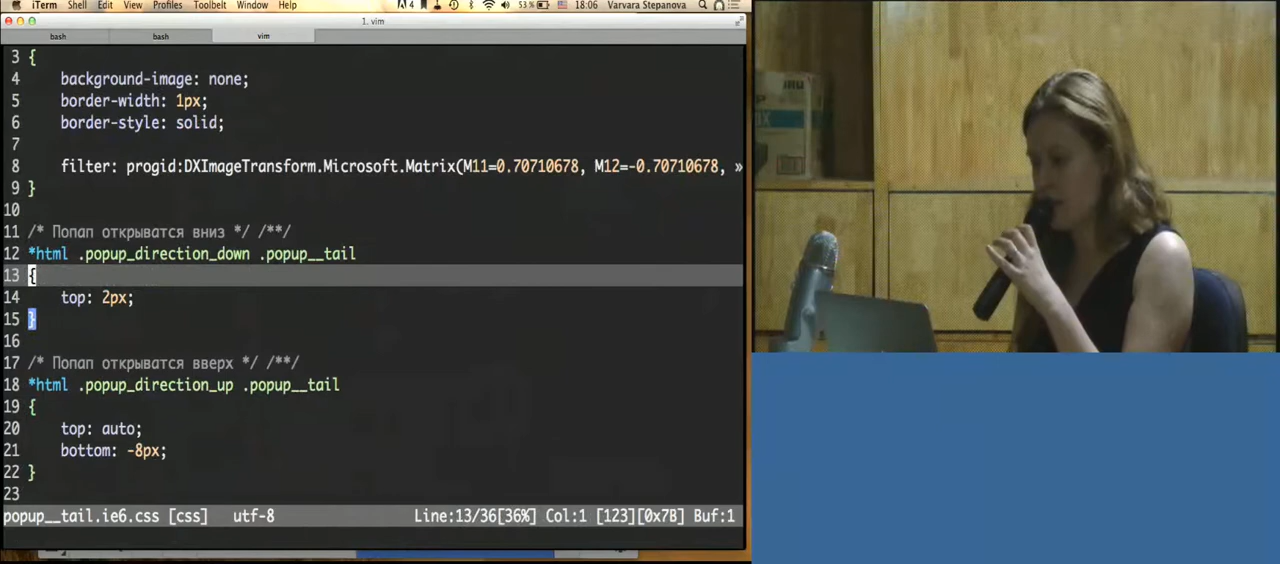 iTerm Shell Edit View Profiles Toolbelt Window Help 4 53% 18:06 Varvara Stepanova
1. vim
bash bash vim
3 {
4 background-image: none;
5 border-width: 1px;
6 border-style: solid;
7
8 filter: progid:DXImageTransform.Microsoft.Matrix(M11=0.70710678, M12=-0.70710678, »
9 }
10
11 /* Попап открыватся вниз */ /**/
12 *html .popup_direction_down .popup__tail
13 {
14 top: 2px;
15 }
16
17 /* Попап открыватся вверх */ /**/
18 *html .popup_direction_up .popup__tail
19 {
20 top: auto;
21 bottom: -8px;
22 }
23
popup__tail.ie6.css [css] utf-8 Line:13/36[36%] Col:1 [123][0x7B] Buf:1